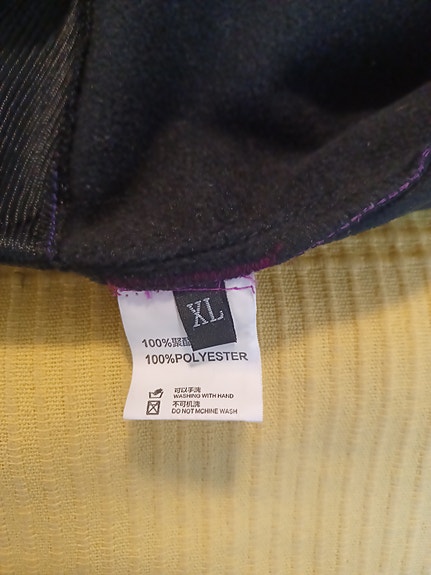 XL
100%聚
100%POLYESTER
可以手洗
WASHING WITH HAND
不可机洗
DO NOT MCHINE WASH